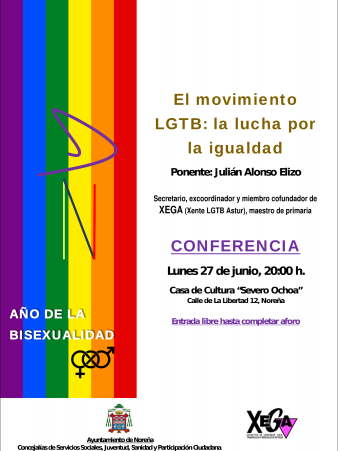 El movimiento
LGTB: la lucha por
la igualdad
Ponente: Julián Alonso Elizo
Secretario, excoordinador y miembro cofundador de
XEGA (Xente LGTB Astur), maestro de primaria
CONFERENCIA
Lunes 27 de junio, 20:00 h.
Casa de Cultura “Severo Ochoa”
Calle de La Libertad 12, Noreña
Entrada libre hasta completar aforo
AÑO DE LA
BISEXUALIDAD
Ayuntamiento de Noreña
Concejalías de Servicios Sociales, Juventud, Sanidad y Participación Ciudadana
XEGA